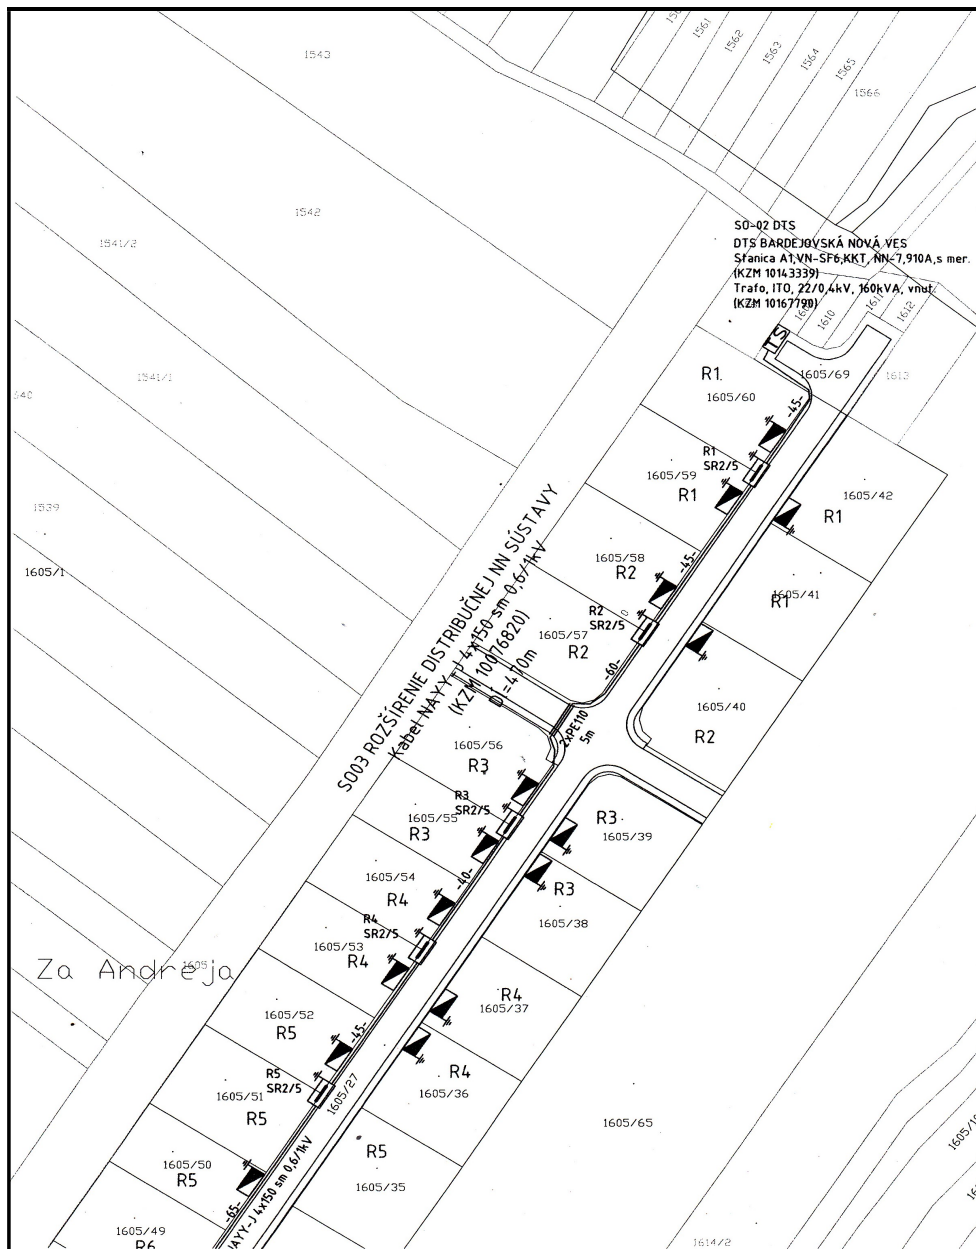 1543
1561
1562
1563
1564
1565
1566
1542
1541/2
SO-02 DTS
DTS BARDEJOVSKÁ NOVÁ VES
Stanica A1,VN-SF6,KKT, NN-7,910A,s mer.
(KZM 10143339)
Trafo, ITO, 22/0,4kV, 160kVA, vnut.
(KZM 10167790)
1610
1611
1612
TS
1541/1
R1
1605/69
1613
1605/60
-45-
R1
SR2/5
1605/59
R1
1605/42
R1
1539
1605/1
1605/58
R2
-45-
1605/41
R1
R2
SR2/5
1605/57
R2
-60-
SO03 ROZŠÍRENIE DISTRIBUČNEJ NN SÚSTAVY
Kabel NAYY-J 4x150 sm 0,6/1kV
(KZM 10076820)
DĹ=470m
1605/40
R2
2xPE110
5m
1605/56
R3
R3
SR2/5
1605/55
R3
R3
1605/39
1605/54
R4
-40-
R3
1605/38
R4
SR2/5
1605/53
R4
Za Andreja
1605
R4
1605/37
1605/52
R5
-45-
R4
1605/36
R5
SR2/5
1605/51
R5
1605/27
1605/65
R5
1605/35
1605/50
R5
-65-
NAYY-J 4x150 sm 0,6/1kV
1605/49
R6
1614/2